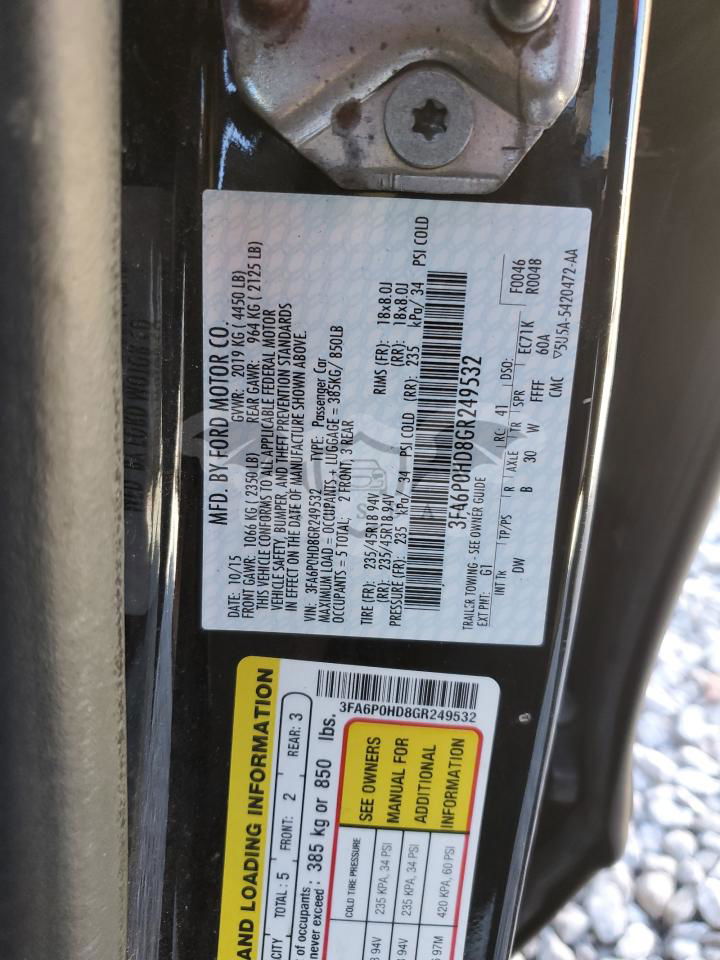 MFD. BY FORD MOTOR CO.
DATE: 10/15 GVWR: 2019 KG ( 4450 LB)
FRONT GAWR: 1066 KG ( 2350 LB) REAR GAWR: 964 KG ( 2125 LB)
THIS VEHICLE CONFORMS TO ALL APPLICABLE FEDERAL MOTOR
VEHICLE SAFETY, BUMPER, AND THEFT PREVENTION STANDARDS
IN EFFECT ON THE DATE OF MANUFACTURE SHOWN ABOVE.
VIN: 3FA6P0HD8GR249532 TYPE: Passenger Car
MAXIMUM LOAD = OCCUPANTS + LUGGAGE = 385KG/ 850LB
OCCUPANTS = 5 TOTAL: 2 FRONT, 3 REAR
TIRE (FR): 235/45R18 94V RIMS (FR): 18x8.0J
(RR): 235/45R18 94V (RR): 18x8.0J
PRESSURE (FR): 235 kPa/ 34 PSI COLD (RR): 235 kPa/ 34 PSI COLD
3FA6P0HD8GR249532
TRAILER TOWING - SEE OWNER GUIDE F0046
EXT PNT: G1 RC: 41 DSO: R0048
INT TR TP/PS R AXLE TR SPR EC71K
DW B 30 W FFFF 60A
CMC ▽5U5A-5420472-AA
AND LOADING INFORMATION
CITY TOTAL : 5 FRONT: 2 REAR: 3
of occupants
never exceed : 385 kg or 850 lbs.
3FA6P0HD8GR249532
COLD TIRE PRESSURE
235 KPA, 34 PSI
94V 235 KPA, 34 PSI
97M 420 KPA, 60 PSI
SEE OWNERS
MANUAL FOR
ADDITIONAL
INFORMATION